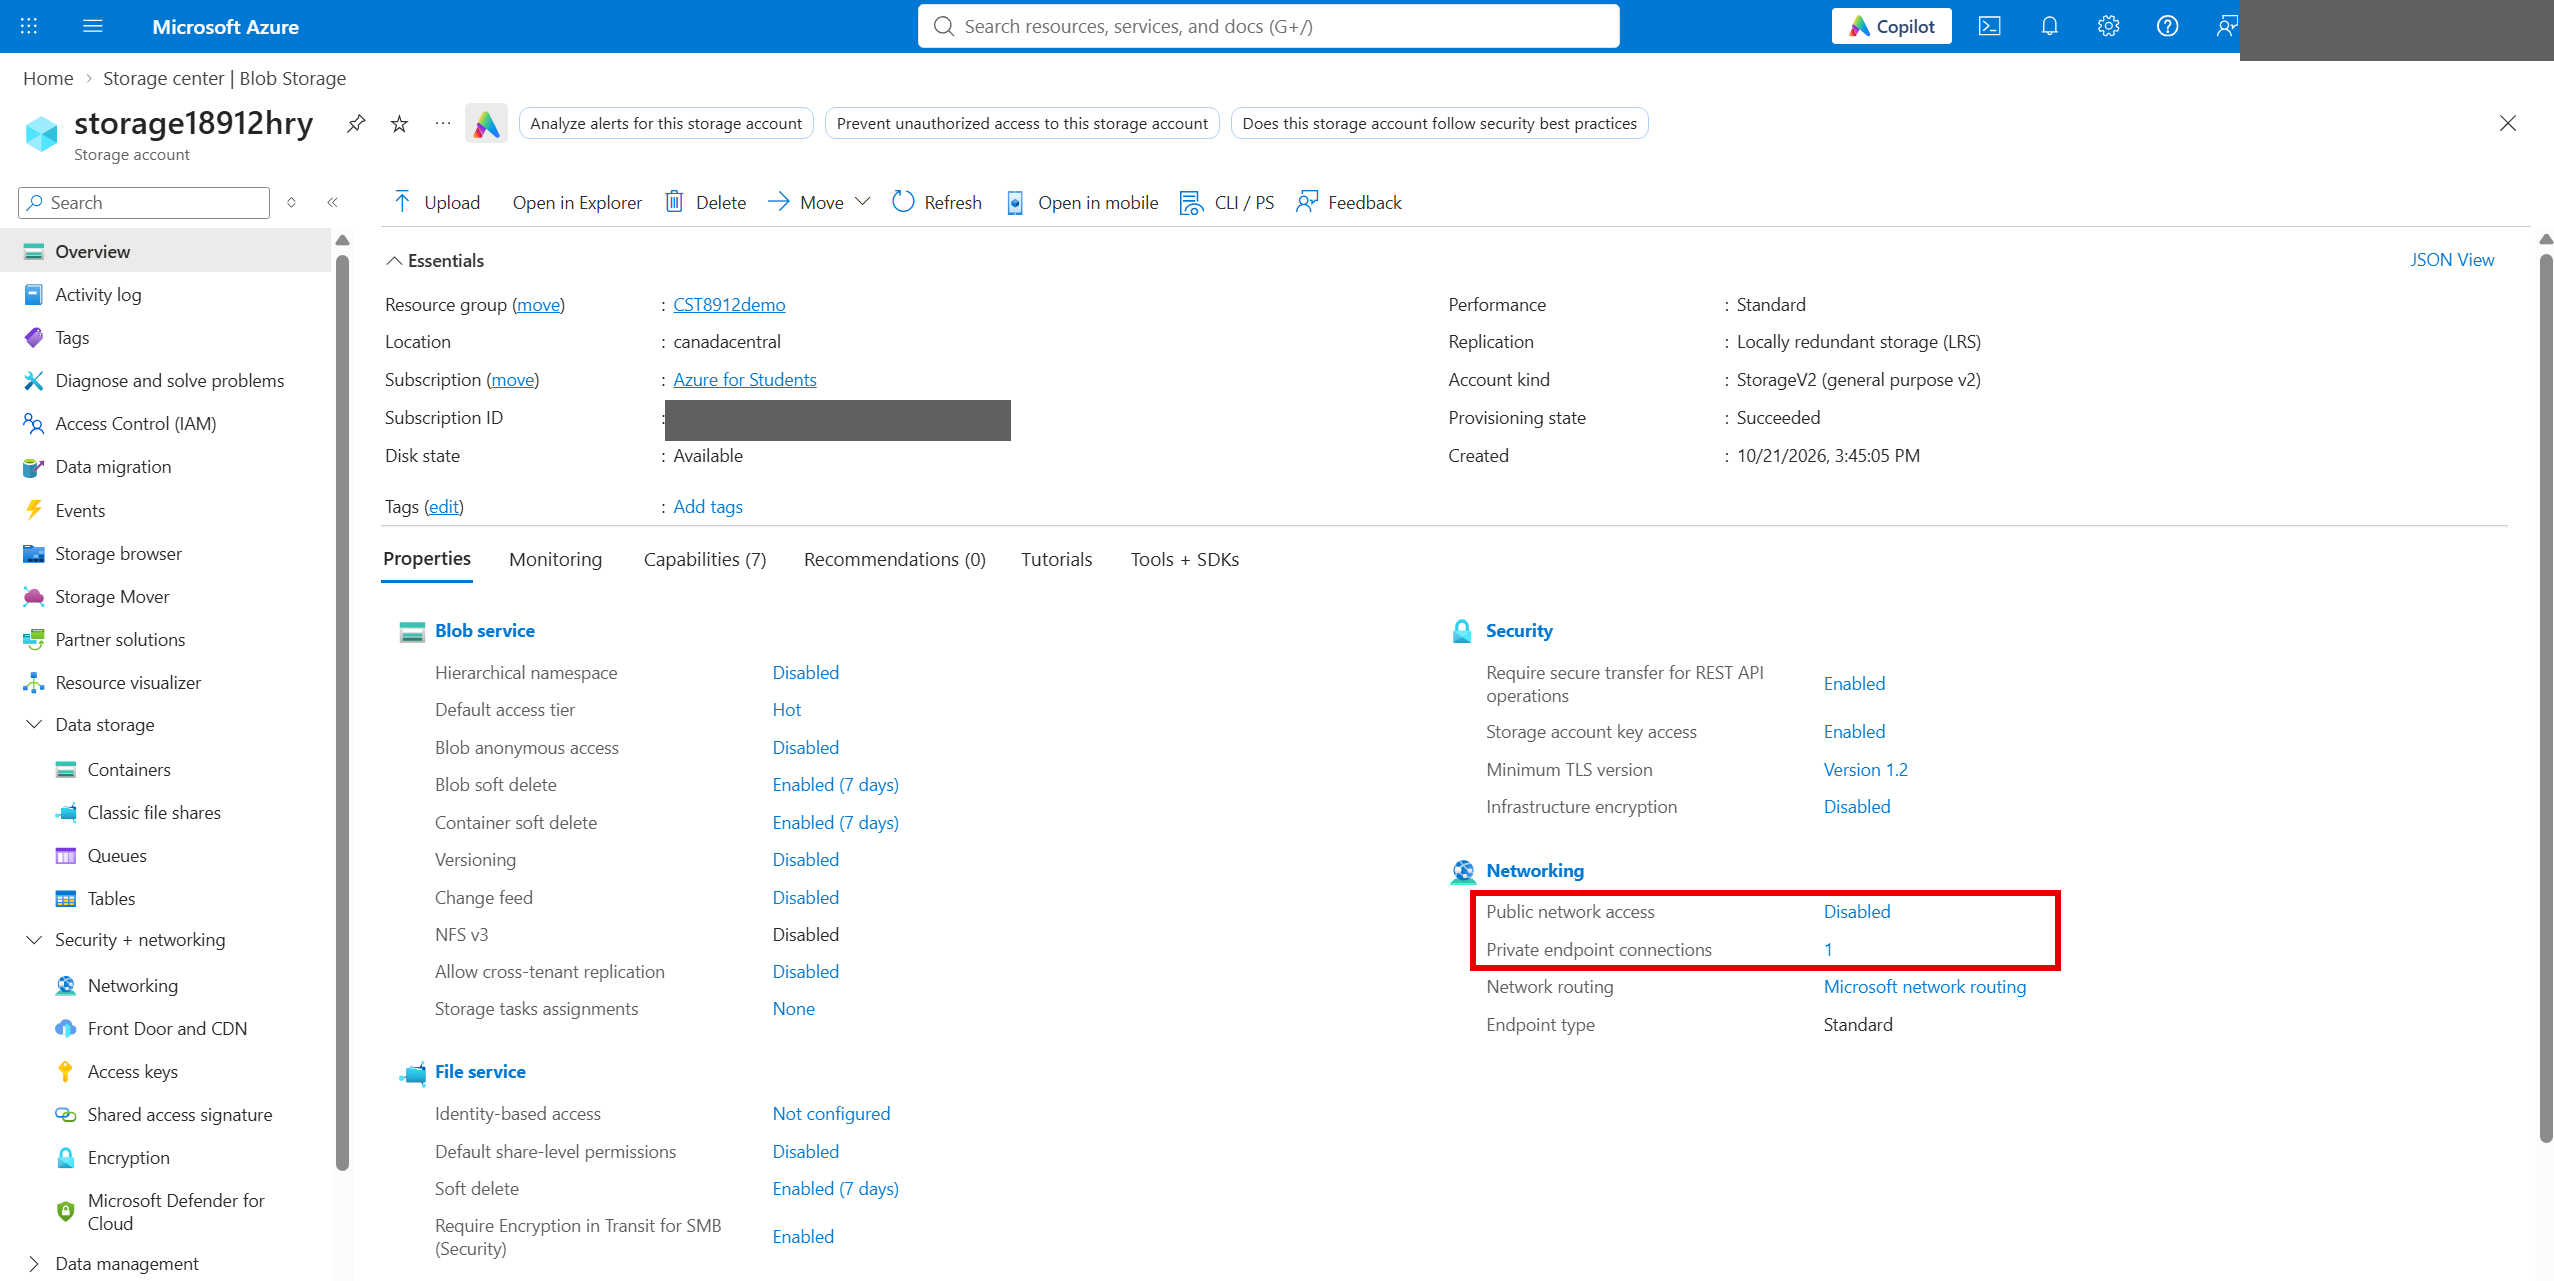 Microsoft Azure
Search resources, services, and docs (G+/)
Copilot
Home > Storage center | Blob Storage
storage18912hry
Storage account
Analyze alerts for this storage account
Prevent unauthorized access to this storage account
Does this storage account follow security best practices
Search
Overview
Activity log
Tags
Diagnose and solve problems
Access Control (IAM)
Data migration
Events
Storage browser
Storage Mover
Partner solutions
Resource visualizer
Data storage
Containers
Classic file shares
Queues
Tables
Security + networking
Networking
Front Door and CDN
Access keys
Shared access signature
Encryption
Microsoft Defender for
Cloud
Data management
Upload Open in Explorer Delete Move Refresh Open in mobile CLI / PS Feedback
Essentials
JSON View
Resource group (move) : CST8912demo
Location : canadacentral
Subscription (move) : Azure for Students
Subscription ID :
Disk state : Available
Tags (edit) : Add tags
Performance : Standard
Replication : Locally redundant storage (LRS)
Account kind : StorageV2 (general purpose v2)
Provisioning state : Succeeded
Created : 10/21/2026, 3:45:05 PM
Properties Monitoring Capabilities (7) Recommendations (0) Tutorials Tools + SDKs
Blob service
Hierarchical namespace Disabled
Default access tier Hot
Blob anonymous access Disabled
Blob soft delete Enabled (7 days)
Container soft delete Enabled (7 days)
Versioning Disabled
Change feed Disabled
NFS v3 Disabled
Allow cross-tenant replication Disabled
Storage tasks assignments None
File service
Identity-based access Not configured
Default share-level permissions Disabled
Soft delete Enabled (7 days)
Require Encryption in Transit for SMB
(Security) Enabled
Security
Require secure transfer for REST API
operations Enabled
Storage account key access Enabled
Minimum TLS version Version 1.2
Infrastructure encryption Disabled
Networking
Public network access Disabled
Private endpoint connections 1
Network routing Microsoft network routing
Endpoint type Standard